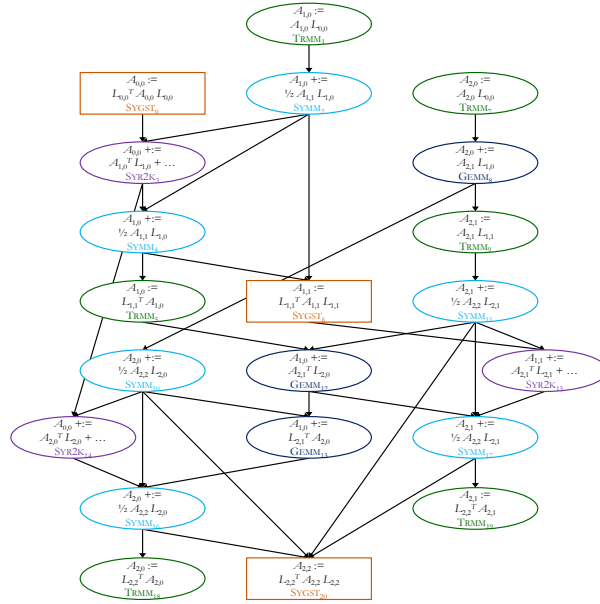 A1,0 :=
A1,0 L0,0
TRMM1
A0,0 :=
L0,0T A0,0 L0,0
SYGST0
A1,0 +:=
½ A1,1 L1,0
SYMM2
A2,0 :=
A2,0 L0,0
TRMM7
A0,0 +:=
A1,0T L1,0 + ...
SYR2K3
A2,0 +:=
A2,1 L1,0
GEMM8
A1,0 +:=
½ A1,1 L1,0
SYMM4
A2,1 :=
A2,1 L1,1
TRMM9
A1,0 :=
L1,1T A1,0
TRMM5
A1,1 :=
L1,1T A1,1 L1,1
SYGST6
A2,1 +:=
½ A2,2 L2,1
SYMM11
A2,0 +:=
½ A2,2 L2,0
SYMM10
A1,0 +:=
A2,1T L2,0
GEMM12
A1,1 +:=
A2,1T L2,1 + ...
SYR2K15
A0,0 +:=
A2,0T L2,0 + ...
SYR2K14
A1,0 +:=
L2,1T A2,0
GEMM13
A2,1 +:=
½ A2,2 L2,1
SYMM17
A2,0 +:=
½ A2,2 L2,0
SYMM16
A2,1 :=
L2,2T A2,1
TRMM19
A2,0 :=
L2,2T A2,0
TRMM18
A2,2 :=
L2,2T A2,2 L2,2
SYGST20